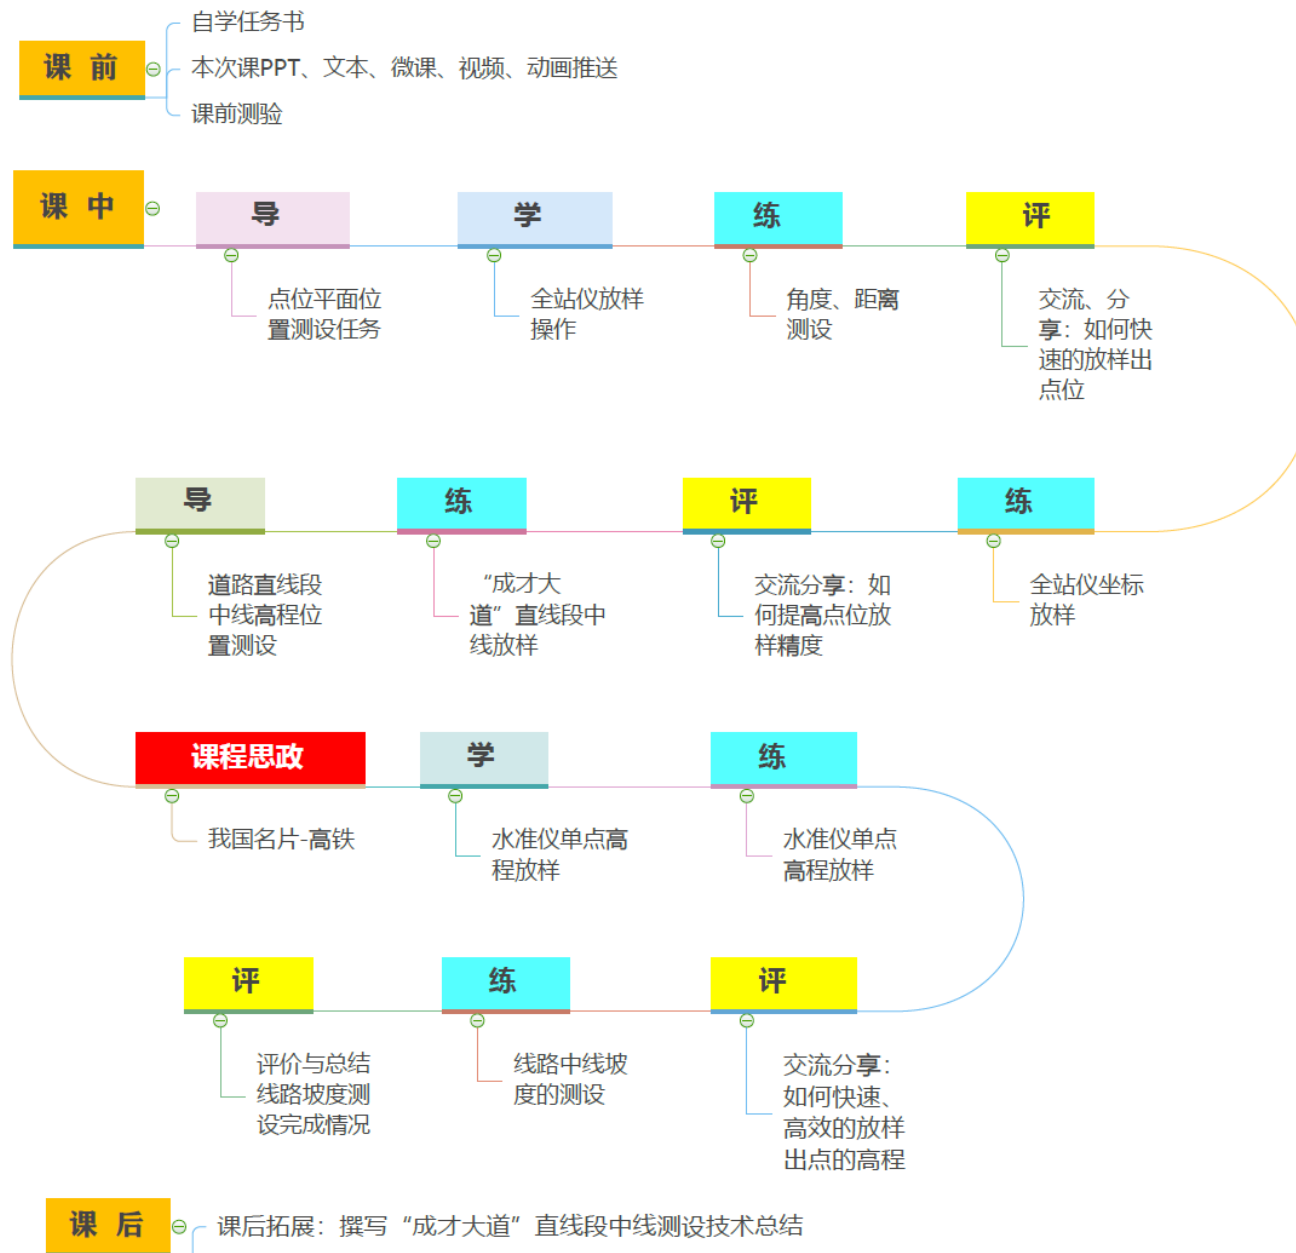 自学任务书
课 前
本次课PPT、文本、微课、视频、动画推送
课前测验
课 中
导
学
练
评
点位平面位
置测设任务
全站仪放样
操作
角度、距离
测设
交流、分
享：如何快
速的放样出
点位
导
练
评
练
道路直线段
中线高程位
置测设
“成才大
道”直线段中
线放样
交流分享：如
何提高点位放
样精度
全站仪坐标
放样
课程思政
学
练
我国名片-高铁
水准仪单点高
程放样
水准仪单点
高程放样
评
练
评
评价与总结
线路坡度测
设完成情况
线路中线坡
度的测设
交流分享：
如何快速、
高效的放样
出点的高程
课 后
课后拓展：撰写“成才大道”直线段中线测设技术总结